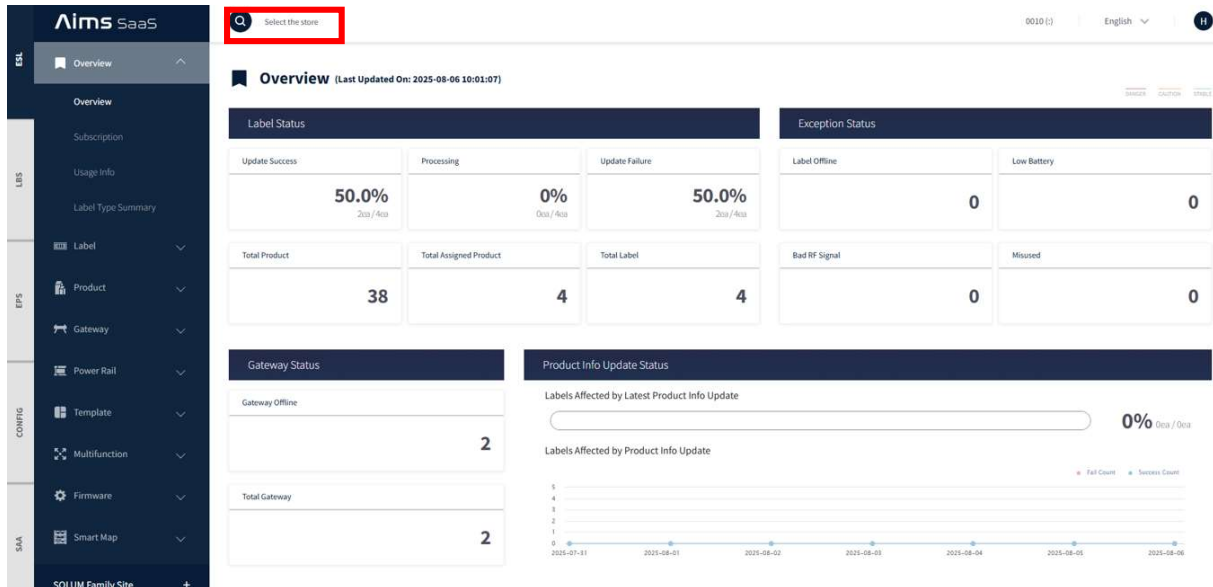 Aims SaaS
Select the store
0010 (:)
English
H
ESL
LBS
EPS
CONFIG
SAA
Overview
Overview
Subscription
Usage Info
Label Type Summary
Label
Product
Gateway
Power Rail
Template
Multifunction
Firmware
Smart Map
SOLUM Family Site +
Overview (Last Updated On: 2025-08-06 10:01:07)
DANGER CAUTION STABLE
Label Status
Update Success
50.0%
2ea / 4ea
Processing
0%
0ea / 4ea
Update Failure
50.0%
2ea / 4ea
Total Product
38
Total Assigned Product
4
Total Label
4
Exception Status
Label Offline
0
Low Battery
0
Bad RF Signal
0
Misused
0
Gateway Status
Gateway Offline
2
Total Gateway
2
Product Info Update Status
Labels Affected by Latest Product Info Update
0% 0ea / 0ea
Labels Affected by Product Info Update
Fail Count Success Count
5
4
3
2
1
0
2025-07-31 2025-08-01 2025-08-02 2025-08-03 2025-08-04 2025-08-05 2025-08-06